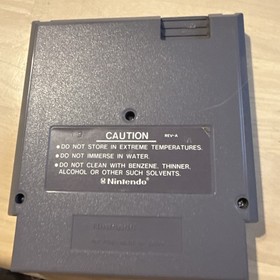 CAUTION REV-A
• DO NOT STORE IN EXTREME TEMPERATURES.
• DO NOT IMMERSE IN WATER.
• DO NOT CLEAN WITH BENZENE, THINNER,
ALCOHOL OR OTHER SUCH SOLVENTS.
Nintendo®